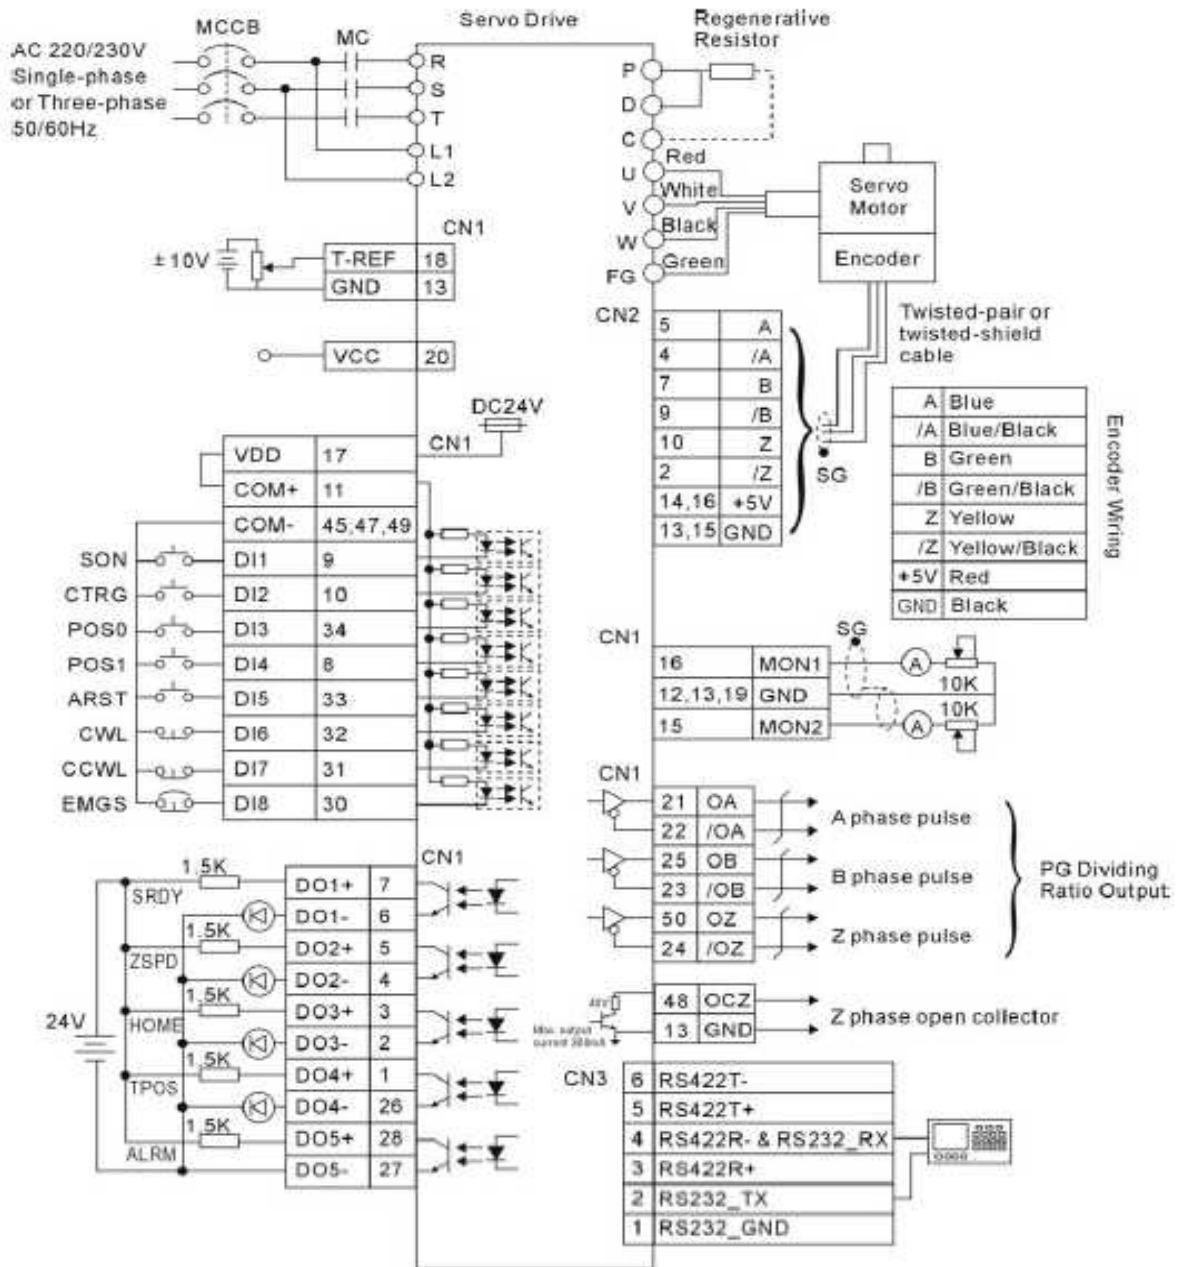 Servo Drive
Regenerative
Resistor
MCCB
MC
AC 220/230V
Single-phase
or Three-phase
50/60Hz
R
S
T
L1
L2
P
D
C
U
V
W
FG
Red
White
Black
Green
Servo
Motor
Encoder
CN1
±10V
T-REF 18
GND 13
VCC 20
DC24V
CN1
VDD 17
COM+ 11
COM- 45,47,49
SON DI1 9
CTRG DI2 10
POS0 DI3 34
POS1 DI4 8
ARST DI5 33
CWL DI6 32
CCWL DI7 31
EMGS DI8 30
CN1
24V
1.5K
SRDY
DO1+ 7
DO1- 6
1.5K
ZSPD
DO2+ 5
DO2- 4
1.5K
HOME
DO3+ 3
DO3- 2
1.5K
TPOS
DO4+ 1
DO4- 26
1.5K
ALRM
DO5+ 28
DO5- 27
CN2
5 A
4 /A
7 B
9 /B
10 Z
2 /Z
14,16 +5V
13,15 GND
SG
Twisted-pair or
twisted-shield
cable
Encoder Wiring
A Blue
/A Blue/Black
B Green
/B Green/Black
Z Yellow
/Z Yellow/Black
+5V Red
GND Black
CN1
16 MON1
12,13,19 GND
15 MON2
SG
A
10K
10K
A
CN1
21 OA
22 /OA
A phase pulse
25 OB
23 /OB
B phase pulse
50 OZ
24 /OZ
Z phase pulse
PG Dividing
Ratio Output
48 OCZ
13 GND
Z phase open collector
output
current
CN3
6 RS422T-
5 RS422T+
4 RS422R- & RS232_RX
3 RS422R+
2 RS232_TX
1 RS232_GND